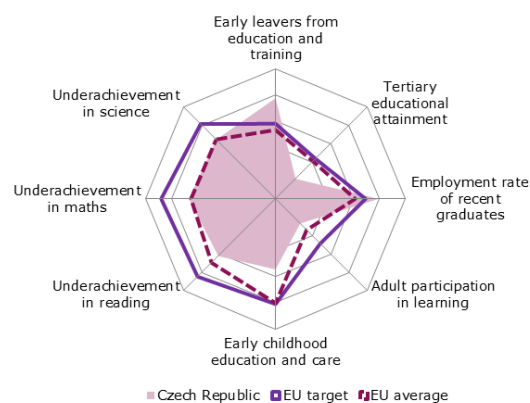 Early leavers from
education and
training
Tertiary
educational
attainment
Employment rate
of recent
graduates
Adult participation
in learning
Early childhood
education and care
Underachievement
in reading
Underachievement
in maths
Underachievement
in science
Czech Republic EU target EU average